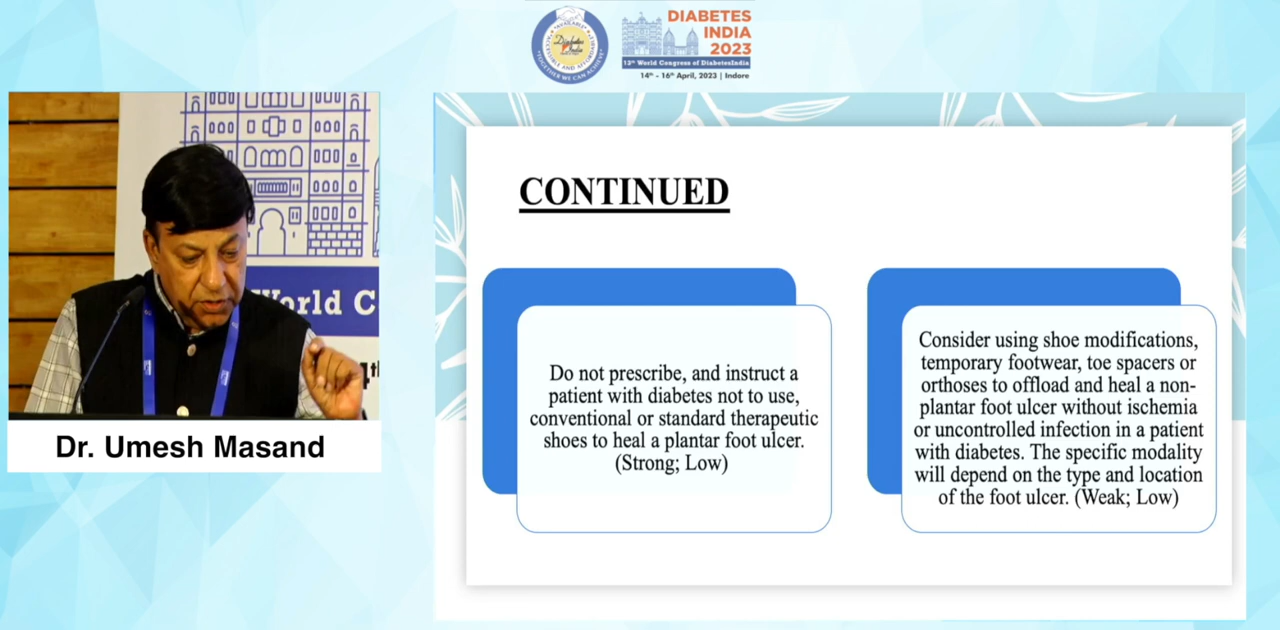 DIABETES
INDIA
2023
13th World Congress of DiabetesIndia
14th - 16th April, 2023 | Indore
World C
4th
Dr. Umesh Masand
CONTINUED
Do not prescribe, and instruct a
patient with diabetes not to use,
conventional or standard therapeutic
shoes to heal a plantar foot ulcer.
(Strong; Low)
Consider using shoe modifications,
temporary footwear, toe spacers or
orthoses to offload and heal a non-
plantar foot ulcer without ischemia
or uncontrolled infection in a patient
with diabetes. The specific modality
will depend on the type and location
of the foot ulcer. (Weak; Low)